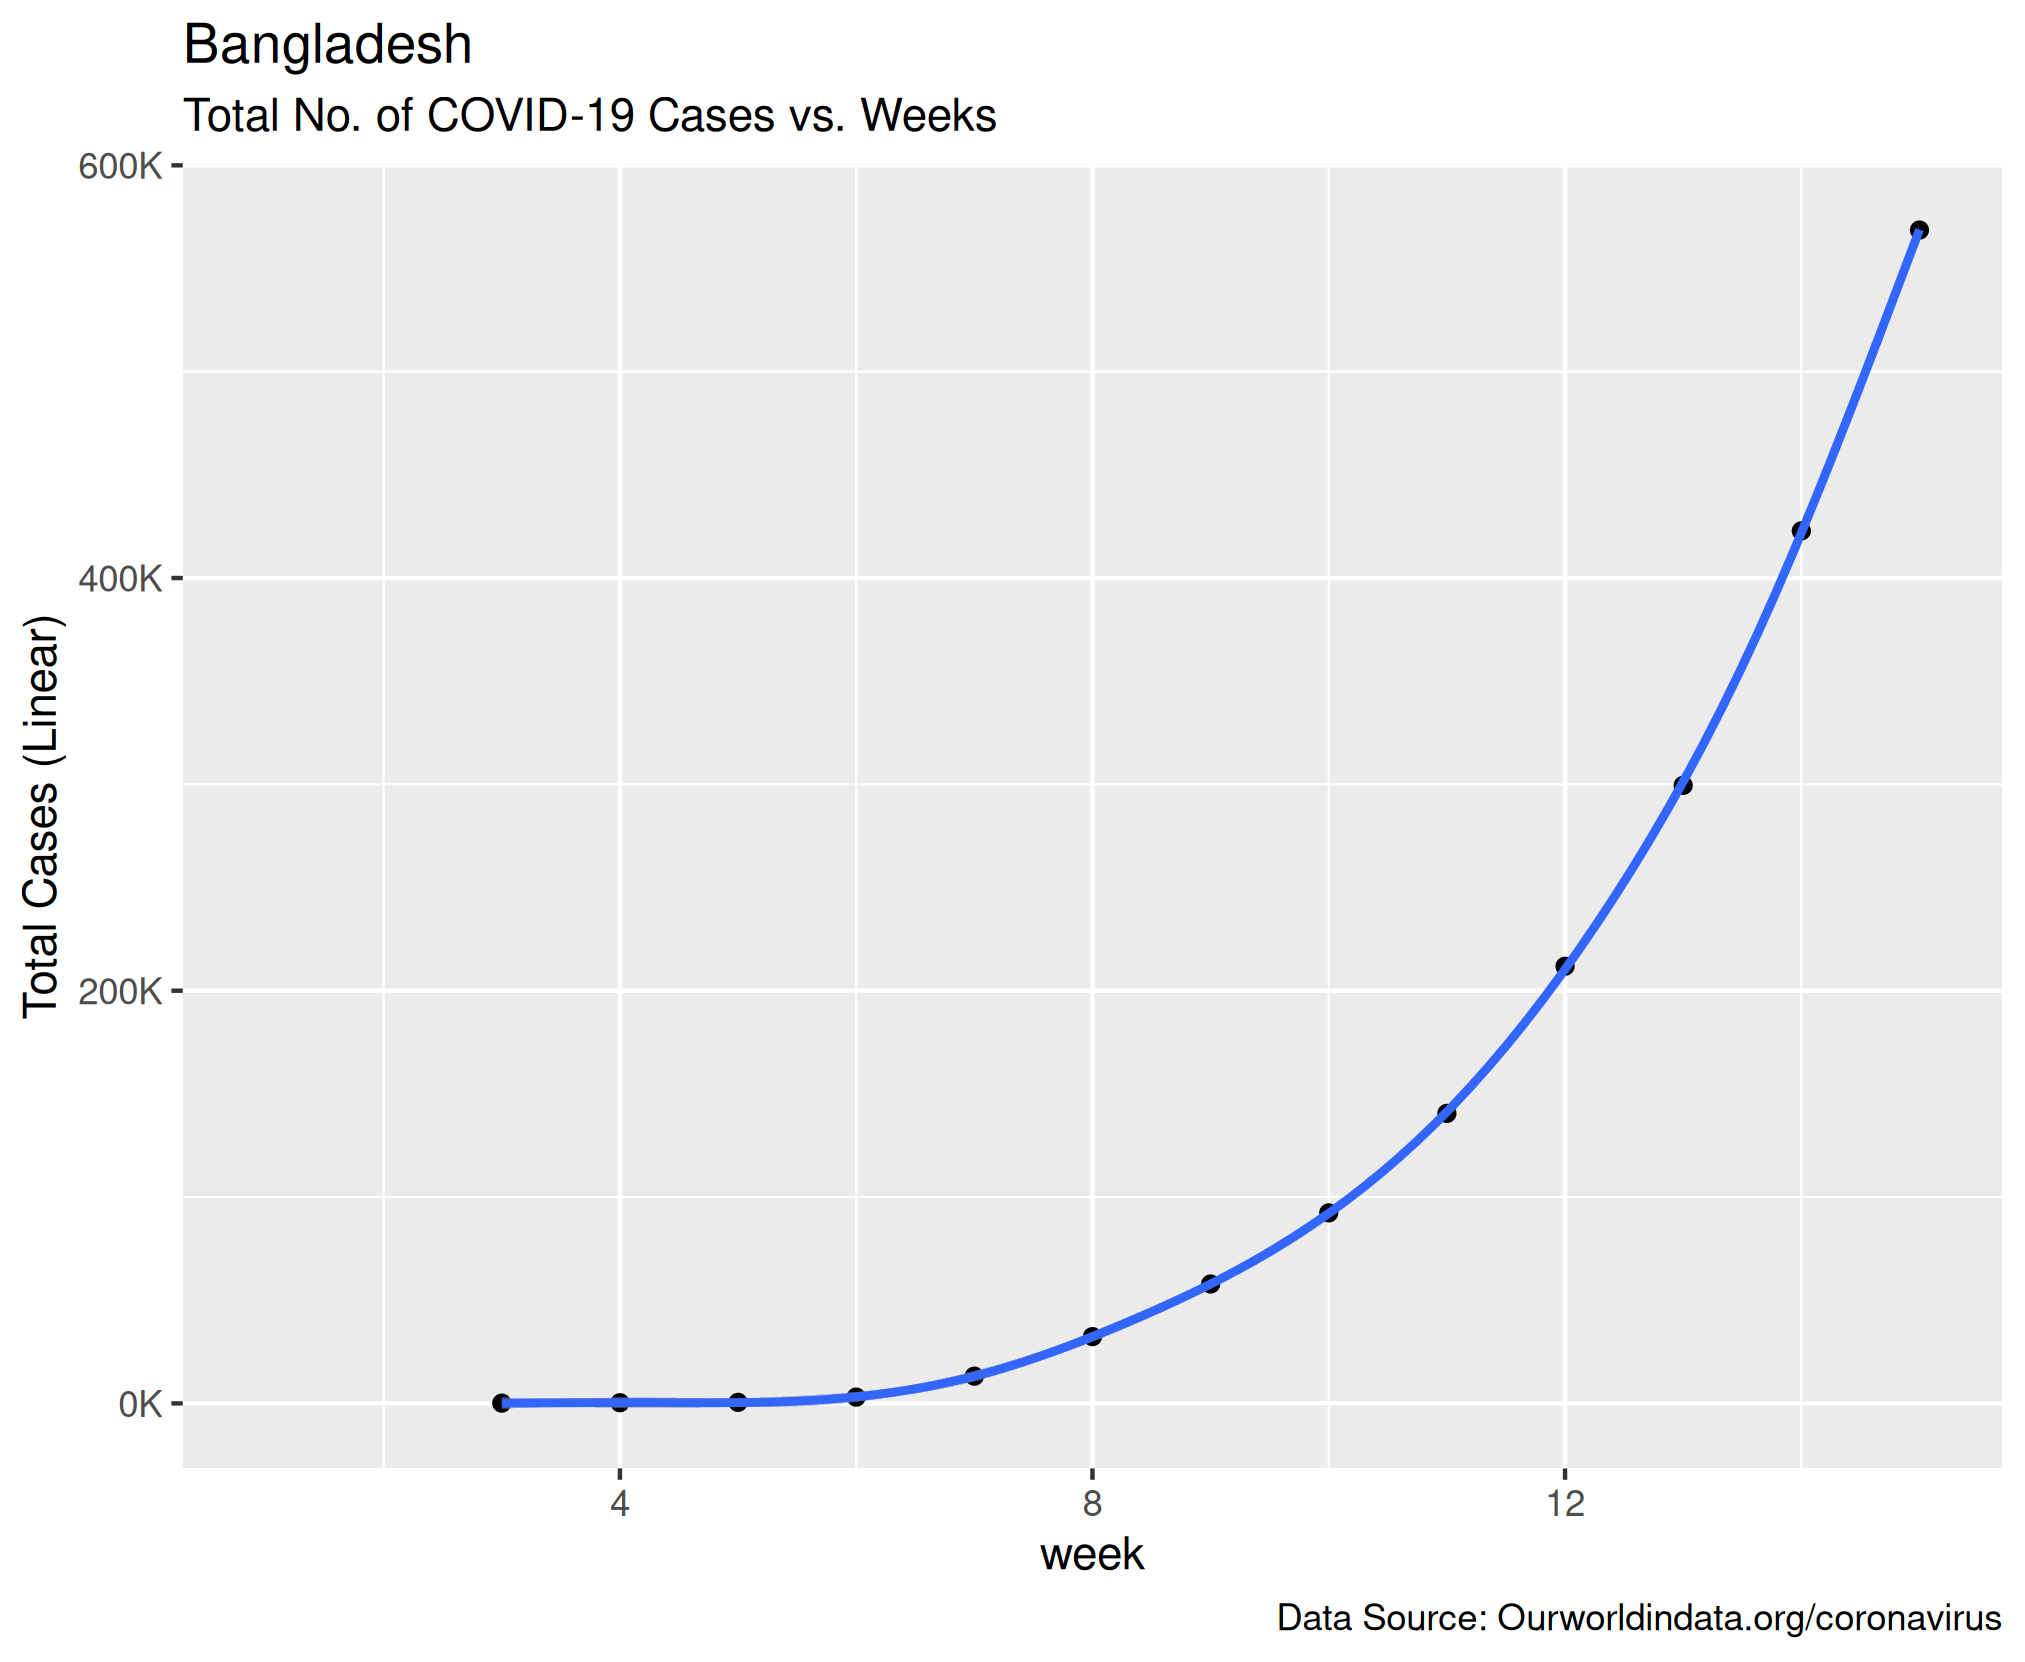 Bangladesh
Total No. of COVID-19 Cases vs. Weeks
600K
400K
200K
0K
Total Cases (Linear)
4
8
12
week
Data Source: Ourworldindata.org/coronavirus